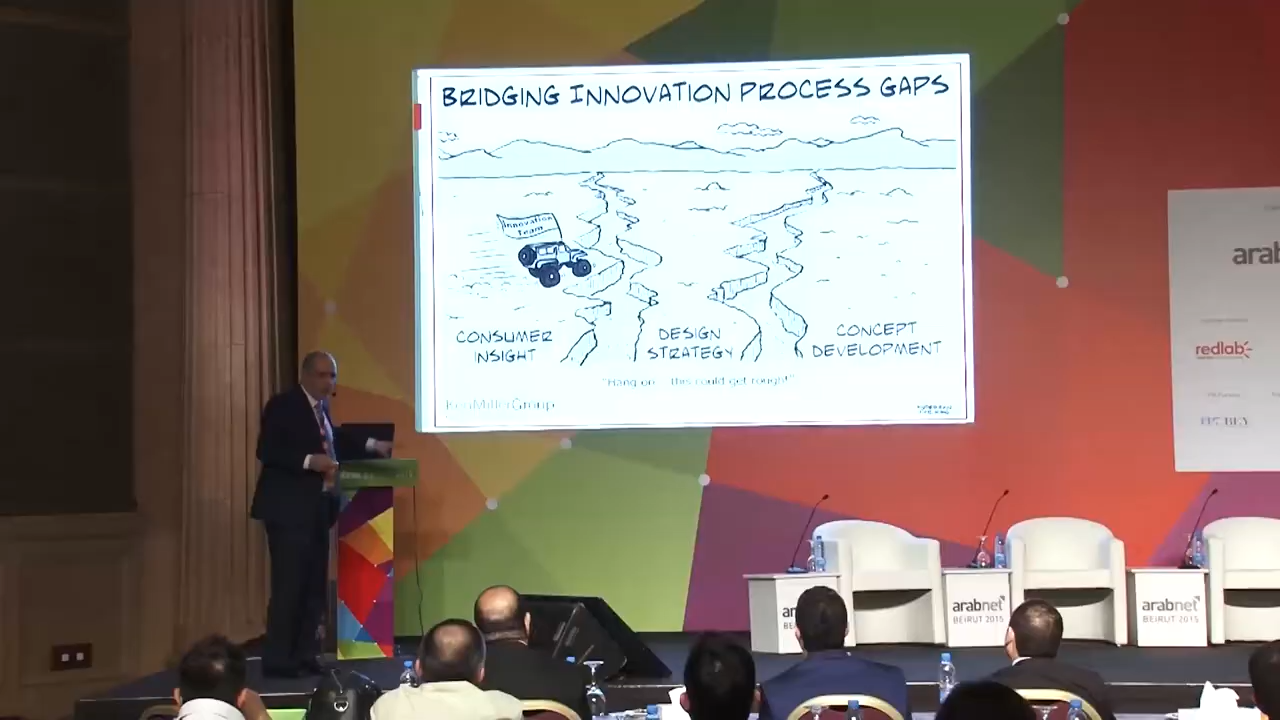 BRIDGING INNOVATION PROCESS GAPS
Innovation
Team
CONSUMER
INSIGHT
DESIGN
STRATEGY
CONCEPT
DEVELOPMENT
"Hang on... this could get rough!"
KenMillerGroup
redlab
arabnet
BEIRUT 2015
arabnet
BEIRUT 2015